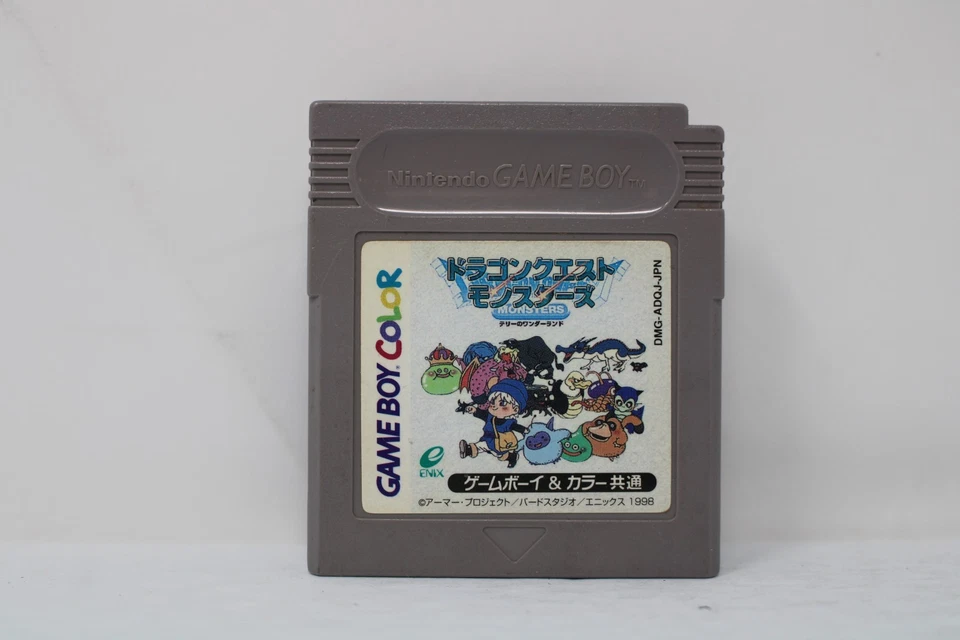 Nintendo GAME BOY TM
ドラゴンクエスト
モンスターズ
MONSTERS
テリーのワンダーランド
DMG-ADQJ-JPN
GAME BOY COLOR
ENIX
ゲームボーイ & カラー共通
©アーマー・プロジェクト/バードスタジオ/エニックス 1998